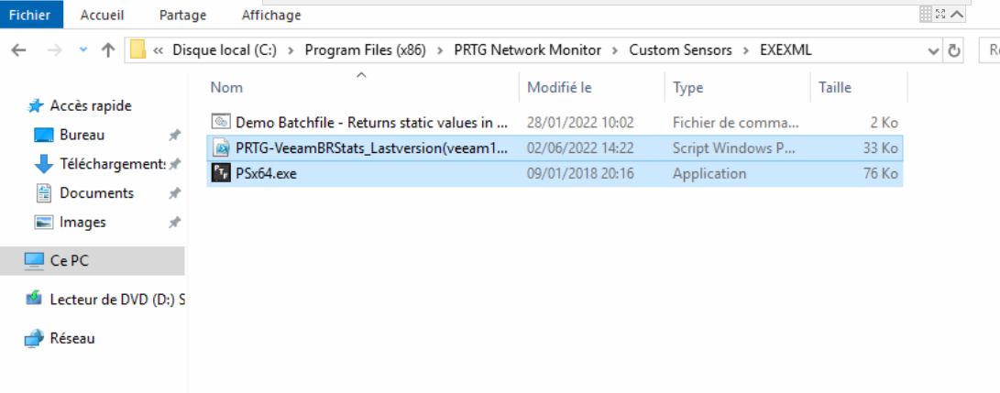 Fichier Accueil Partage Affichage
« Disque local (C:) › Program Files (x86) › PRTG Network Monitor › Custom Sensors › EXEXML
Nom Modifié le Type Taille
Accès rapide
Bureau
Téléchargement:
Documents
Images
Ce PC
Lecteur de DVD (D:) S
Réseau
Demo Batchfile - Returns static values in ... 28/01/2022 10:02 Fichier de comma... 2 Ko
PRTG-VeeamBRStats_Lastversion(veeam1... 02/06/2022 14:22 Script Windows P... 33 Ko
PSx64.exe 09/01/2018 20:16 Application 76 Ko